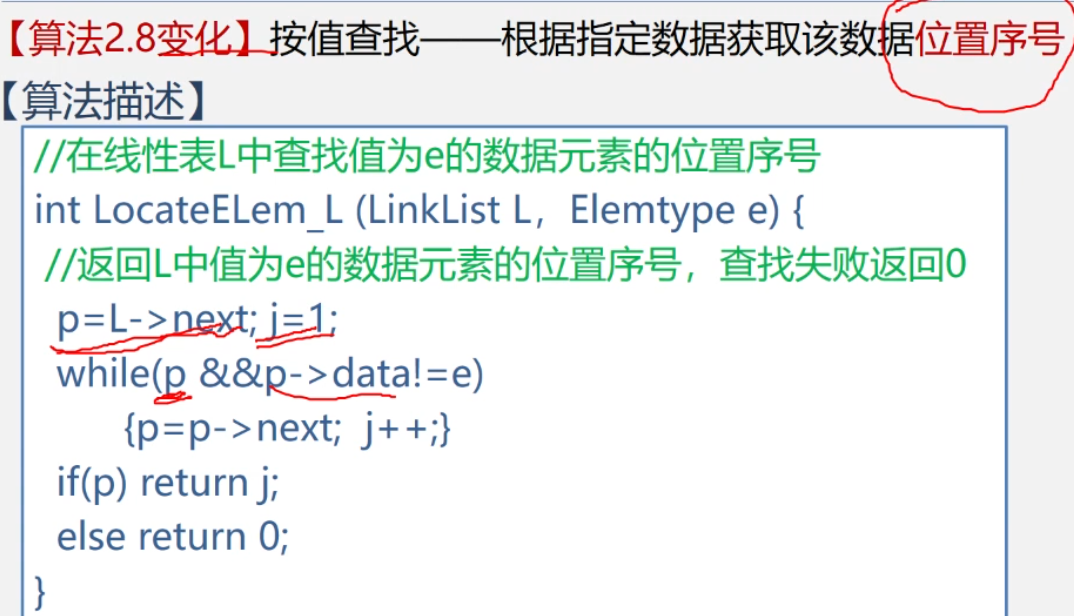 【算法2.8变化】按值查找——根据指定数据获取该数据位置序号
【算法描述】
//在线性表L中查找值为e的数据元素的位置序号
int LocateELem_L (LinkList L，Elemtype e) {
//返回L中值为e的数据元素的位置序号，查找失败返回0
p=L->next; j=1;
while(p &&p->data!=e)
{p=p->next; j++;}
if(p) return j;
else return 0;
}